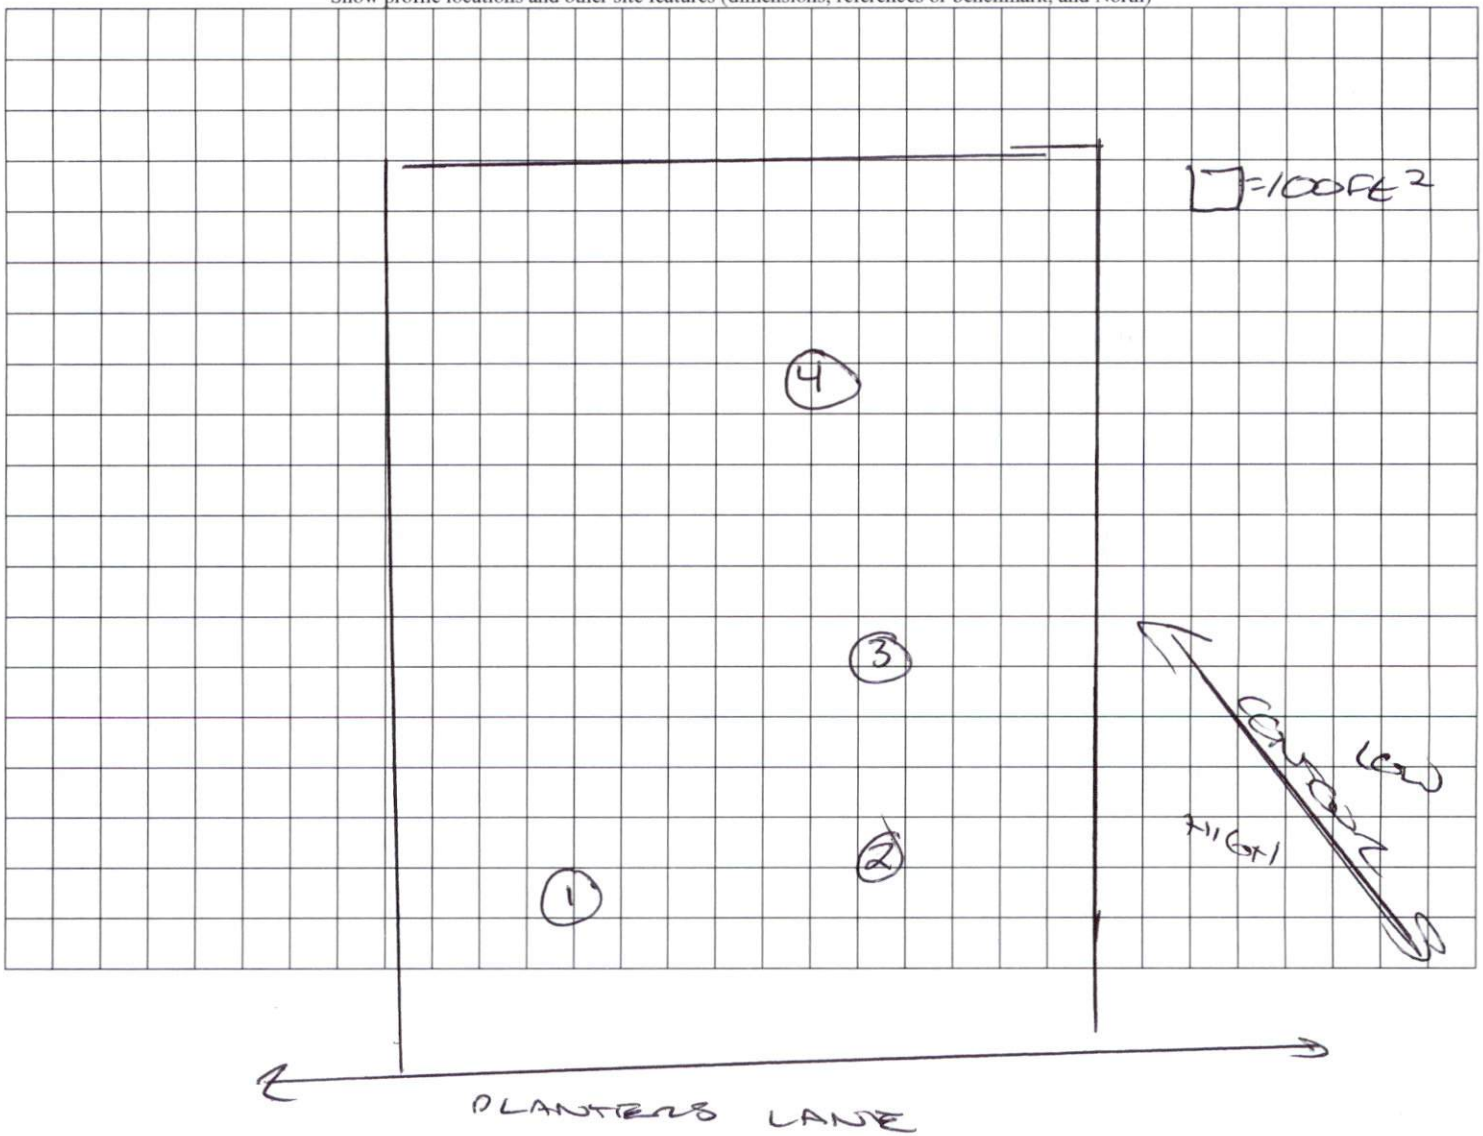 Show profile locations and other site features (dimensions, references or benchmark, and North)
=100Ft²
4
3
2
1
contour
low
high
PLANTERS LANE